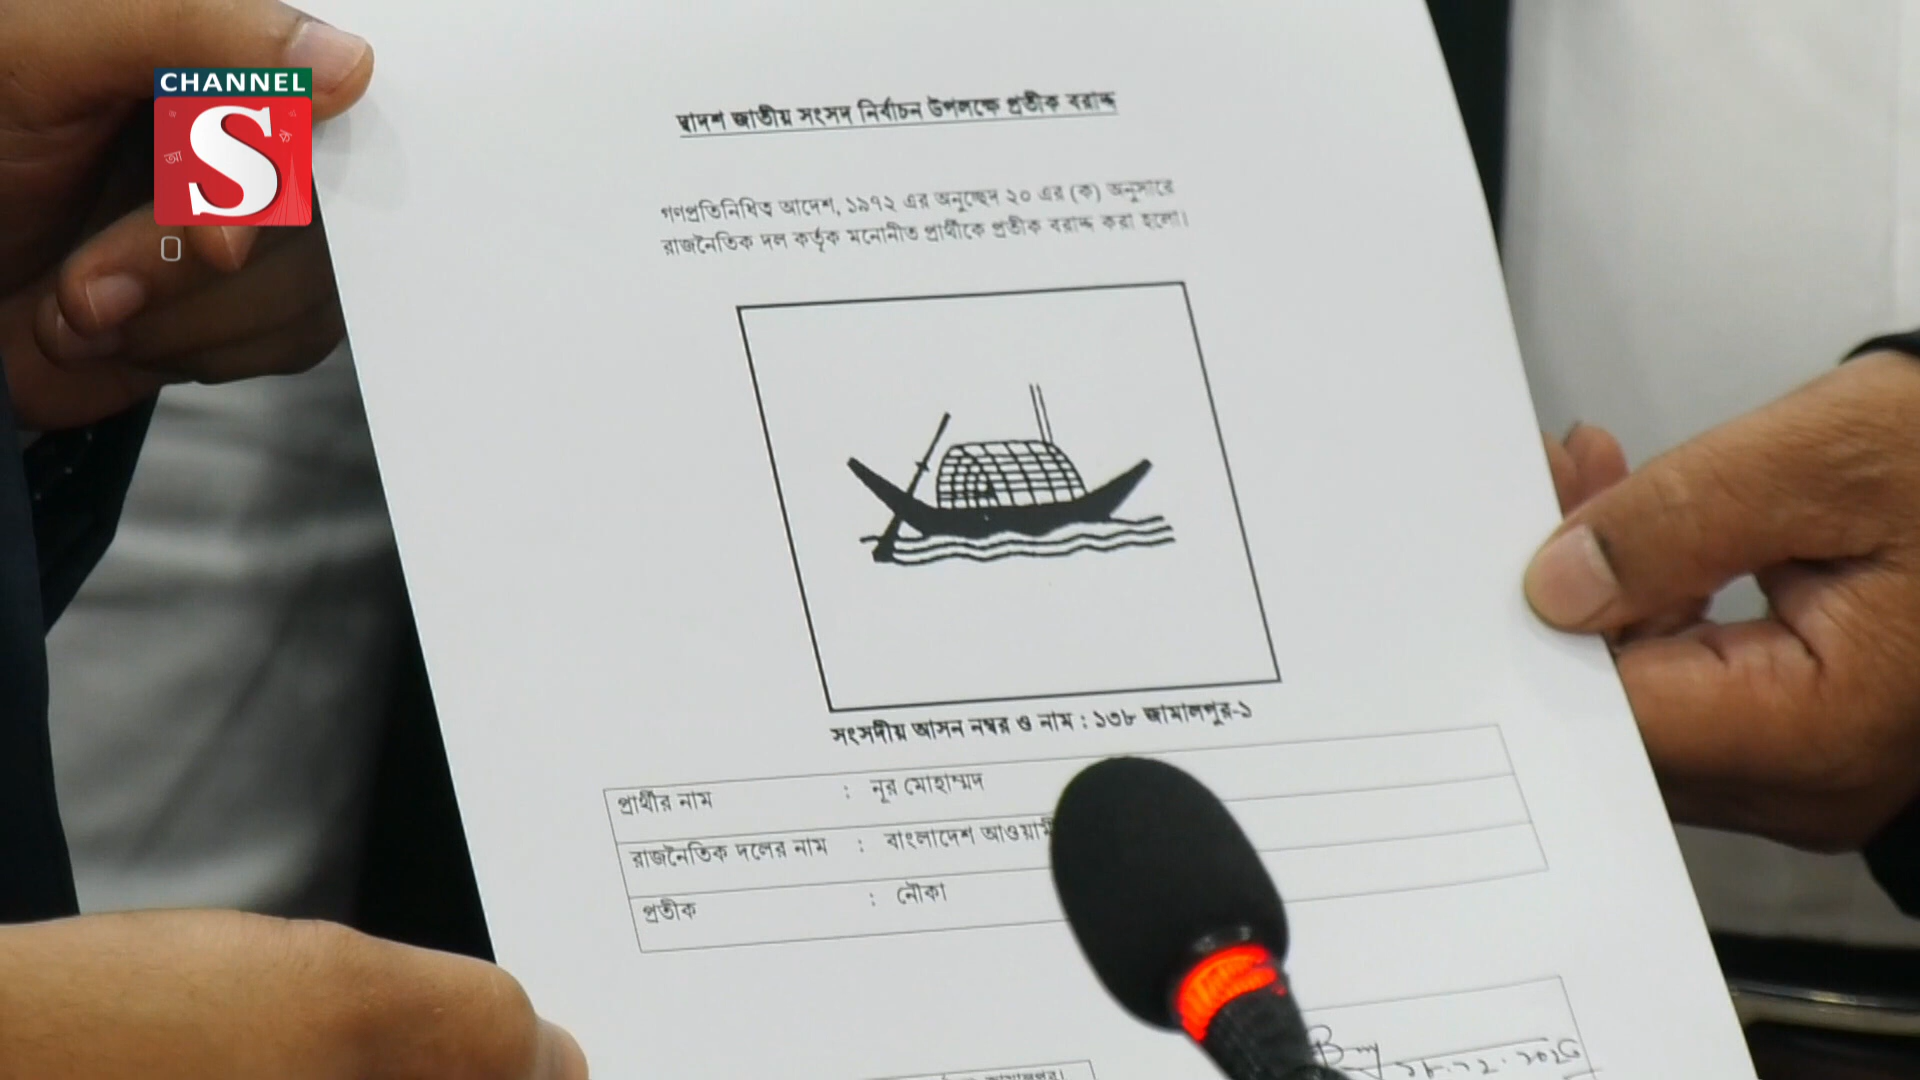 CHANNEL
S
দ্বাদশ জাতীয় সংসদ নির্বাচন উপলক্ষে প্রতীক বরাদ্দ
গণপ্রতিনিধিত্ব আদেশ, ১৯৭২ এর অনুচ্ছেদ ২০ এর (ক) অনুসারে
রাজনৈতিক দল কর্তৃক মনোনীত প্রার্থীকে প্রতীক বরাদ্দ করা হলো।
সংসদীয় আসন নম্বর ও নাম : ১৩৮ জামালপুর-১
প্রার্থীর নাম : নূর মোহাম্মদ
রাজনৈতিক দলের নাম : বাংলাদেশ আওয়ামী
প্রতীক : নৌকা